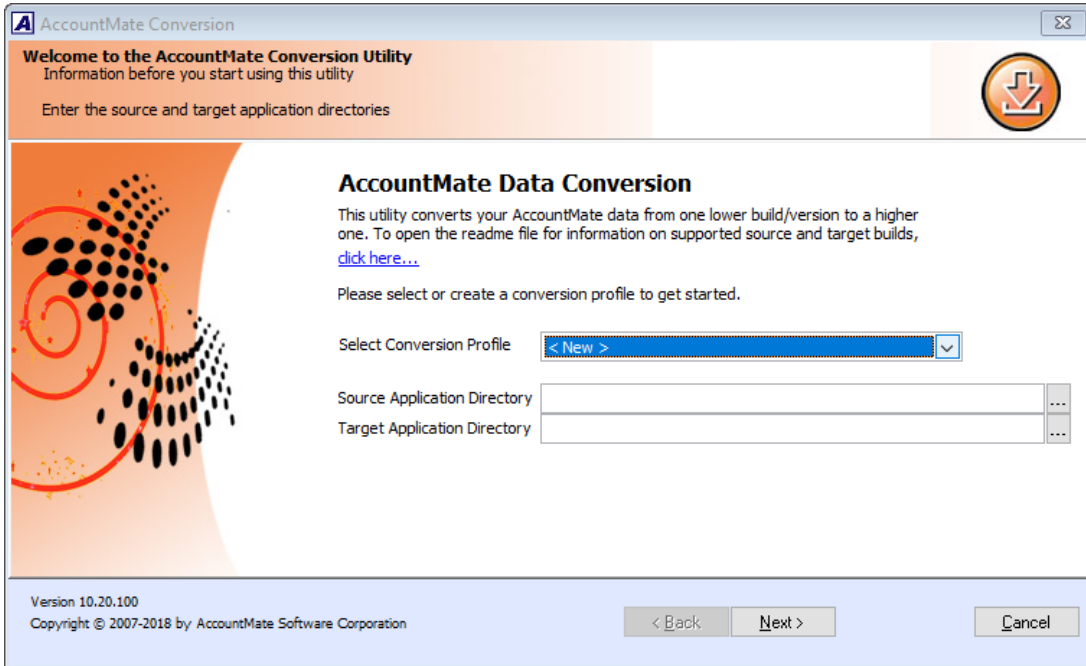 A AccountMate Conversion
Welcome to the AccountMate Conversion Utility
Information before you start using this utility
Enter the source and target application directories
AccountMate Data Conversion
This utility converts your AccountMate data from one lower build/version to a higher
one. To open the readme file for information on supported source and target builds,
click here...
Please select or create a conversion profile to get started.
Select Conversion Profile < New >
Source Application Directory ...
Target Application Directory ...
Version 10.20.100
Copyright © 2007-2018 by AccountMate Software Corporation
< Back Next > Cancel